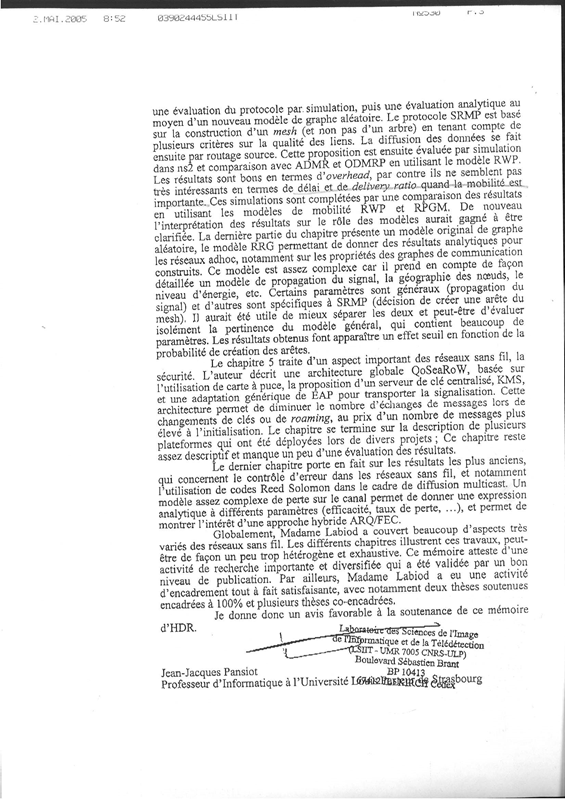 2.MAI.2005 8:52 0390244455LSIIT P.3
une évaluation du protocole par simulation, puis une évaluation analytique au
moyen d'un nouveau modèle de graphe aléatoire. Le protocole SRMP est basé
sur la construction d'un mesh (et non pas d'un arbre) en tenant compte de
plusieurs critères sur la qualité des liens. La diffusion des données se fait
ensuite par routage source. Cette proposition est ensuite évaluée par simulation
dans ns2 et comparaison avec ADMR et ODMRP en utilisant le modèle RWP.
Les résultats sont bons en termes d'overhead, par contre ils ne semblent pas
très intéressants en termes de délai et de delivery ratio quand la mobilité est
importante. Ces simulations sont complétées par une comparaison des résultats
en utilisant les modèles de mobilité RWP et RPGM. De nouveau
l'interprétation des résultats sur le rôle des modèles aurait gagné à être
clarifiée. La dernière partie du chapitre présente un modèle original de graphe
aléatoire, le modèle RRG permettant de donner des résultats analytiques pour
les réseaux adhoc, notamment sur les propriétés des graphes de communication
construits. Ce modèle est assez complexe car il prend en compte de façon
détaillée un modèle de propagation du signal, la géographie des nœuds, le
niveau d'énergie, etc. Certains paramètres sont généraux (propagation du
signal) et d'autres sont spécifiques à SRMP (décision de créer une arête du
mesh). Il aurait été utile de mieux séparer les deux et peut-être d'évaluer
isolément la pertinence du modèle général, qui contient beaucoup de
paramètres. Les résultats obtenus font apparaître un effet seuil en fonction de la
probabilité de création des arêtes.
Le chapitre 5 traite d'un aspect important des réseaux sans fil, la
sécurité. L'auteur décrit une architecture globale QoSeaRoW, basée sur
l'utilisation de carte à puce, la proposition d'un serveur de clé centralisé, KMS,
et une adaptation générique de EAP pour transporter la signalisation. Cette
architecture permet de diminuer le nombre d'échanges de messages lors de
changements de clés ou de roaming, au prix d'un nombre de messages plus
élevé à l'initialisation. Le chapitre se termine sur la description de plusieurs
plateformes qui ont été déployées lors de divers projets ; Ce chapitre reste
assez descriptif et manque un peu d'une évaluation des résultats.
Le dernier chapitre porte en fait sur les résultats les plus anciens,
qui concernent le contrôle d'erreur dans les réseaux sans fil, et notamment
l'utilisation de codes Reed Solomon dans le cadre de diffusion multicast. Un
modèle assez complexe de perte sur le canal permet de donner une expression
analytique à différents paramètres (efficacité, taux de perte, ...), et permet de
montrer l'intérêt d'une approche hybride ARQ/FEC.
Globalement, Madame Labiod a couvert beaucoup d'aspects très
variés des réseaux sans fil. Les différents chapitres illustrent ces travaux, peut-
être de façon un peu trop hétérogène et exhaustive. Ce mémoire atteste d'une
activité de recherche importante et diversifiée qui a été validée par un bon
niveau de publication. Par ailleurs, Madame Labiod a eu une activité
d'encadrement tout à fait satisfaisante, avec notamment deux thèses soutenues
encadrées à 100% et plusieurs thèses co-encadrées.
Je donne donc un avis favorable à la soutenance de ce mémoire
d'HDR.
Laboratoire des Sciences de l'Image
de l'Informatique et de la Télédétection
(LSIIT - UMR 7005 CNRS-ULP)
Boulevard Sébastien Brant
BP 10413
Jean-Jacques Pansiot
Professeur d'Informatique à l'Université de Strasbourg